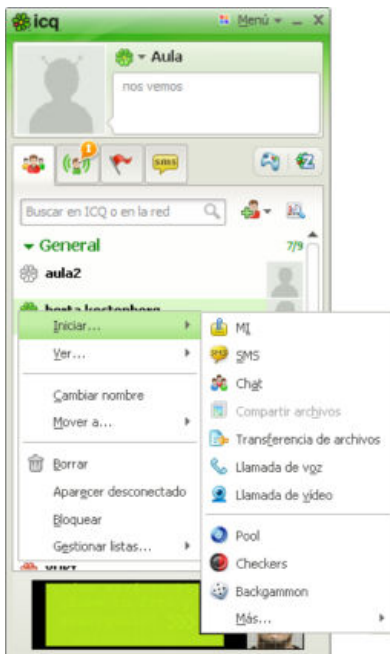 icq
Menú
Aula
nos vemos
1
sms
Buscar en ICQ o en la red
General 7/9
aula2
Iniciar...
Ver...
Cambiar nombre
Mover a...
Borrar
Aparecer desconectado
Bloquear
Gestionar listas...
MI
SMS
Chat
Compartir archivos
Transferencia de archivos
Llamada de voz
Llamada de vídeo
Pool
Checkers
Backgammon
Más...